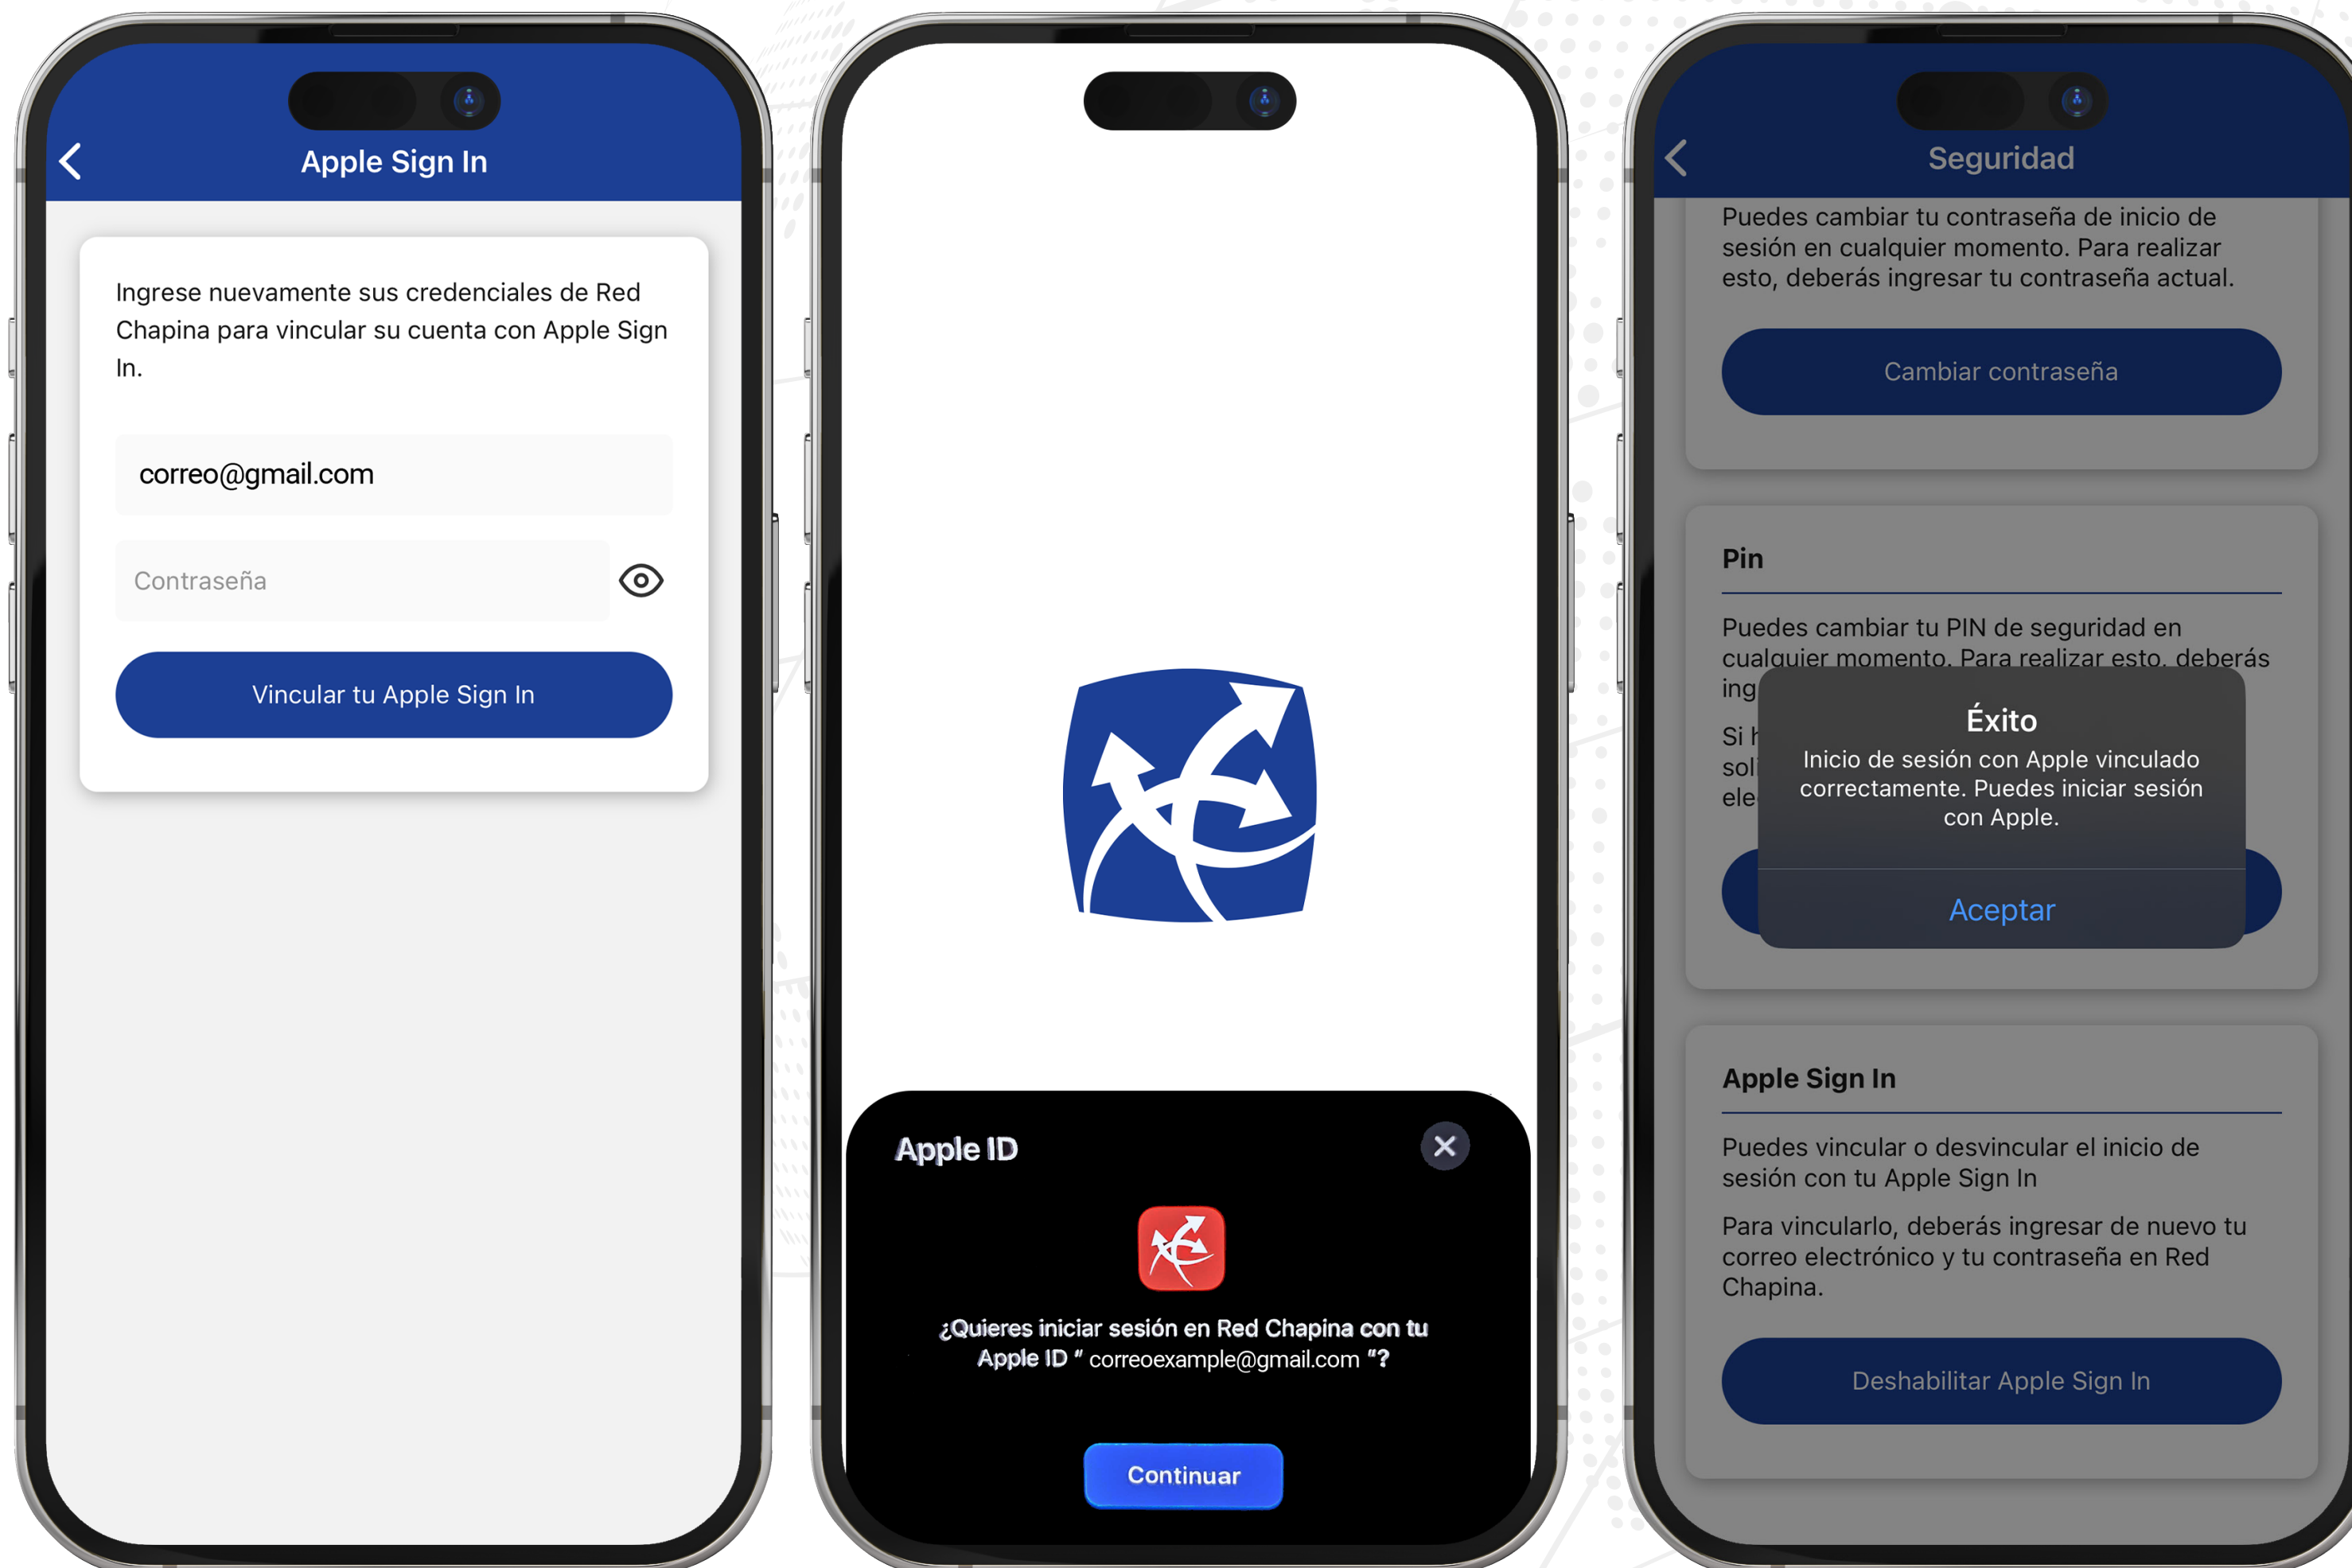 Apple Sign In
Ingrese nuevamente sus credenciales de Red
Chapina para vincular su cuenta con Apple Sign
In.
correo@gmail.com
Contraseña
Vincular tu Apple Sign In
Apple ID
¿Quieres iniciar sesión en Red Chapina con tu
Apple ID " correoexample@gmail.com "?
Continuar
Seguridad
Puedes cambiar tu contraseña de inicio de
sesión en cualquier momento. Para realizar
esto, deberás ingresar tu contraseña actual.
Cambiar contraseña
Pin
Puedes cambiar tu PIN de seguridad en
cualquier momento. Para realizar esto, deberás
Éxito
Inicio de sesión con Apple vinculado
correctamente. Puedes iniciar sesión
con Apple.
Aceptar
Apple Sign In
Puedes vincular o desvincular el inicio de
sesión con tu Apple Sign In
Para vincularlo, deberás ingresar de nuevo tu
correo electrónico y tu contraseña en Red
Chapina.
Deshabilitar Apple Sign In